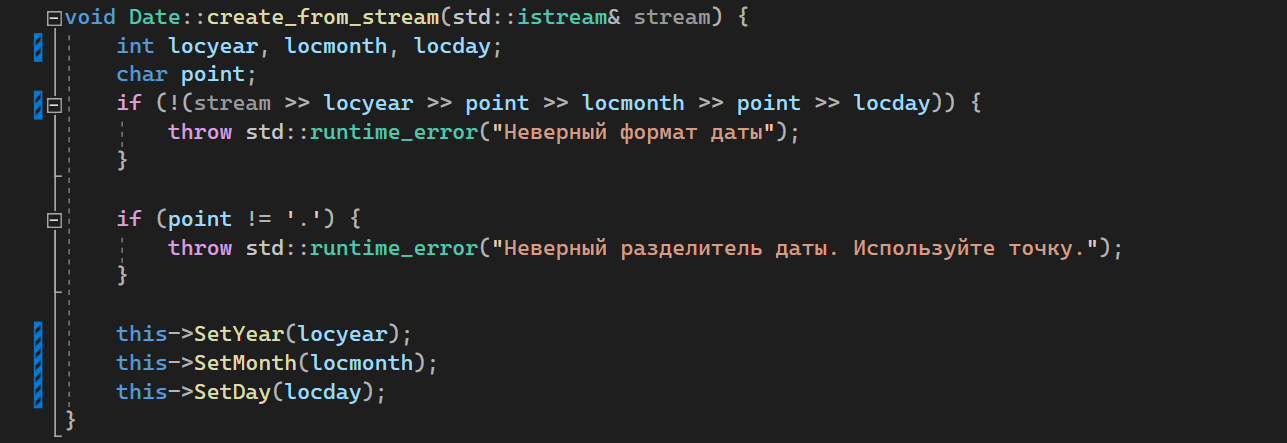 void Date::create_from_stream(std::istream& stream) {
int locyear, locmonth, locday;
char point;
if (!(stream >> locyear >> point >> locmonth >> point >> locday)) {
throw std::runtime_error("Неверный формат даты");
}
if (point != '.') {
throw std::runtime_error("Неверный разделитель даты. Используйте точку.");
}
this->SetYear(locyear);
this->SetMonth(locmonth);
this->SetDay(locday);
}